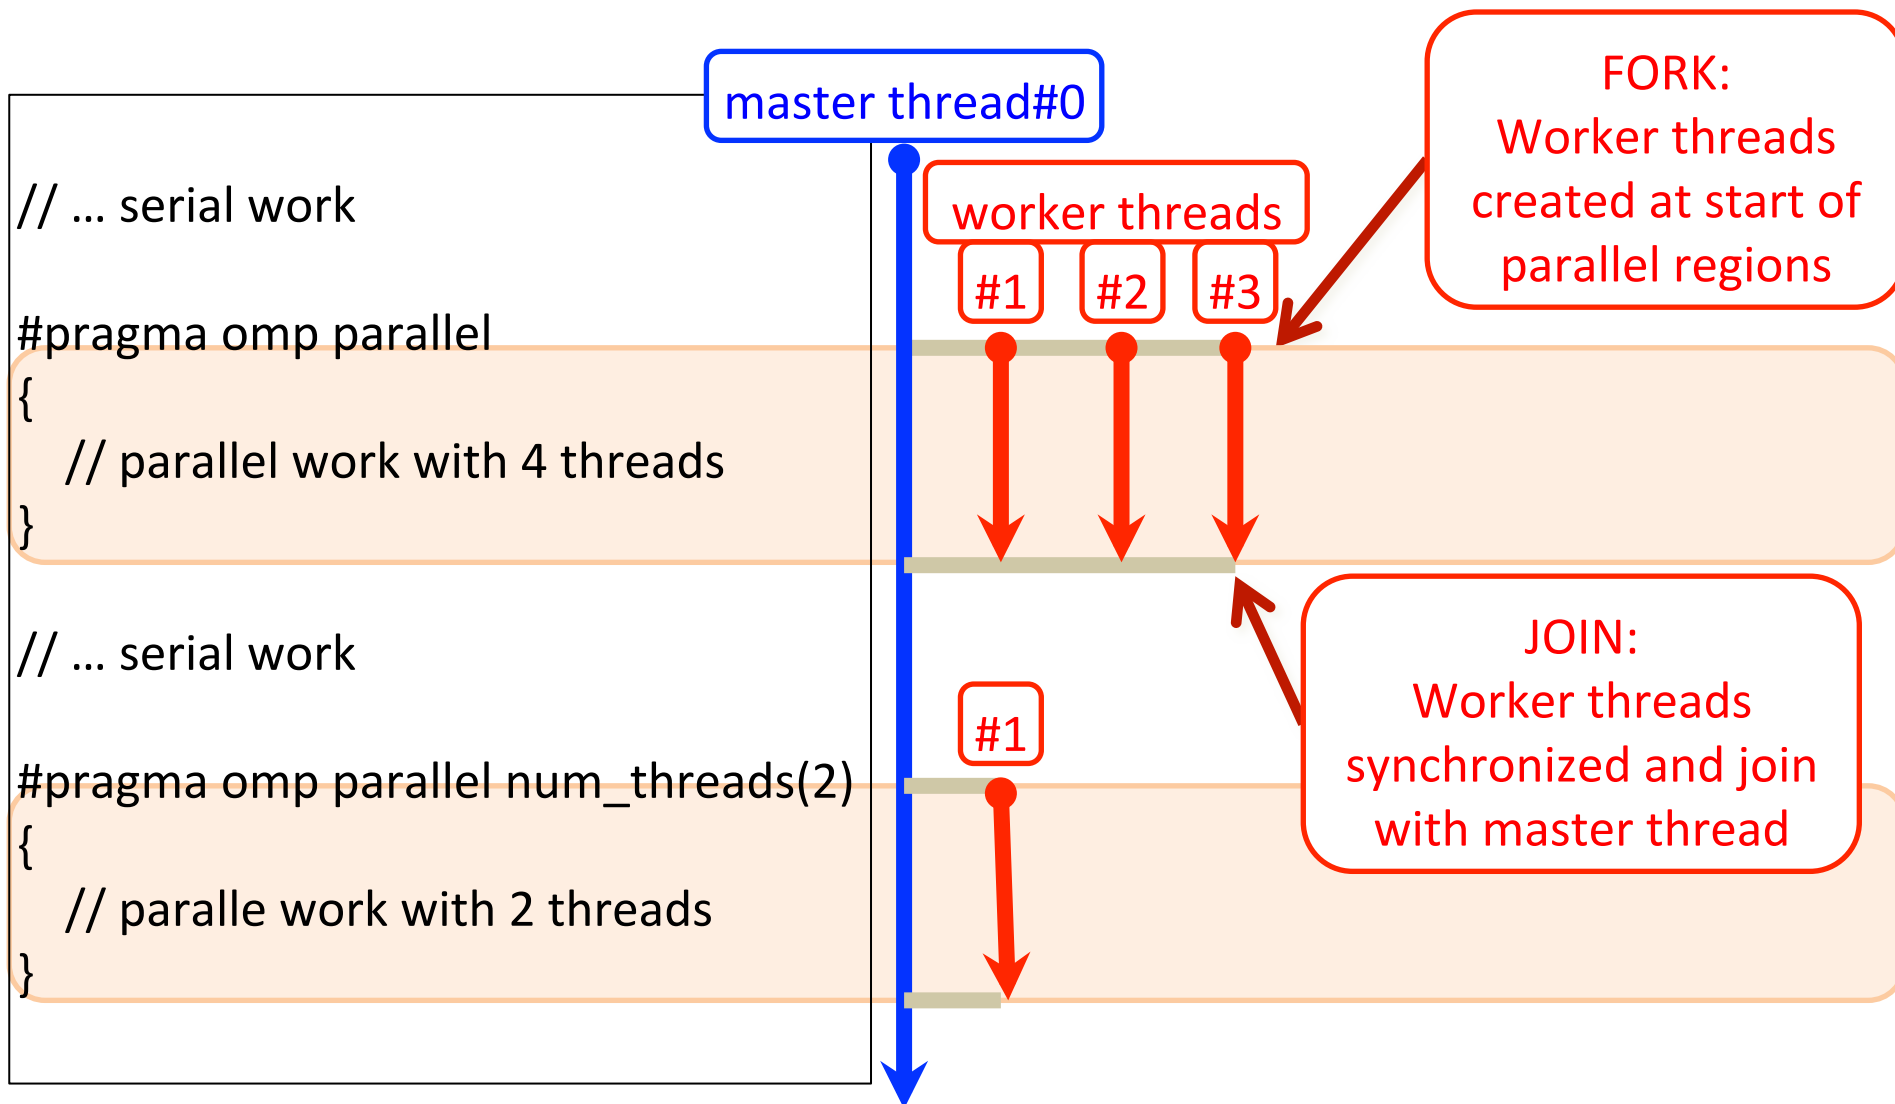 master thread#0
// ... serial work
#pragma omp parallel
{
// parallel work with 4 threads
}
// ... serial work
#pragma omp parallel num_threads(2)
{
// paralle work with 2 threads
}
worker threads
#1
#2
#3
#1
FORK:
Worker threads
created at start of
parallel regions
JOIN:
Worker threads
synchronized and join
with master thread